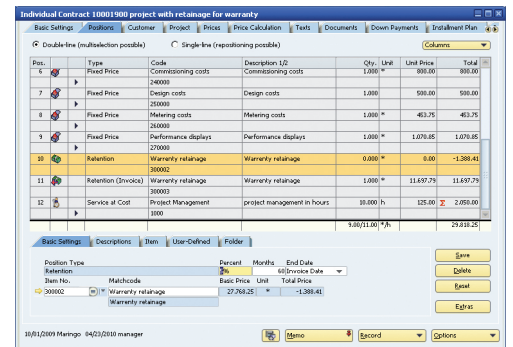 Individual Contract 10001900 project with retainage for warranty
Basic Settings Positions Customer Project Prices Price Calculation Texts Documents Down Payments Installment Plan
Double-line (multiselection possible) Single-line (repositioning possible) Columns
Pos. Type Code Description 1/2 Qty. Unit Unit Price Total
6 Fixed Price Commissioning costs Commissioning costs 1.000 * 800.00 800.00
240000
7 Fixed Price Design costs Design costs 1.000 500.00 500.00
250000
8 Fixed Price Metering costs Metering costs 1.000 * 453.75 453.75
260000
9 Fixed Price Performance displays Performance displays 1.000 * 1.070.85 1.070.85
270000
10 Retention Warrenty retainage Warrenty retainage 0.000 * 0.00 -1.388.41
300002
11 Retention (Invoice) Warrenty retainage Warrenty retainage 1.000 * 11.697.79 11.697.79
300003
12 Service at Cost Project Management project management in hours 10.000 h 125.00 Σ 2.050.00
1000
9.00/11.00 */h 29.818.25
Basic Settings Descriptions Item User-Defined Folder
Save
Position Type Percent Months End Date
Retention % 60 Invoice Date
Delete
Item No. Matchcode Basic Price Unit Total Price
Reset
300002 Warrenty retainage 27.768.25 * -1.388.41
Warrenty retainage
Extras
10/01/2009 Maringo 04/23/2010 manager
Memo Record Options